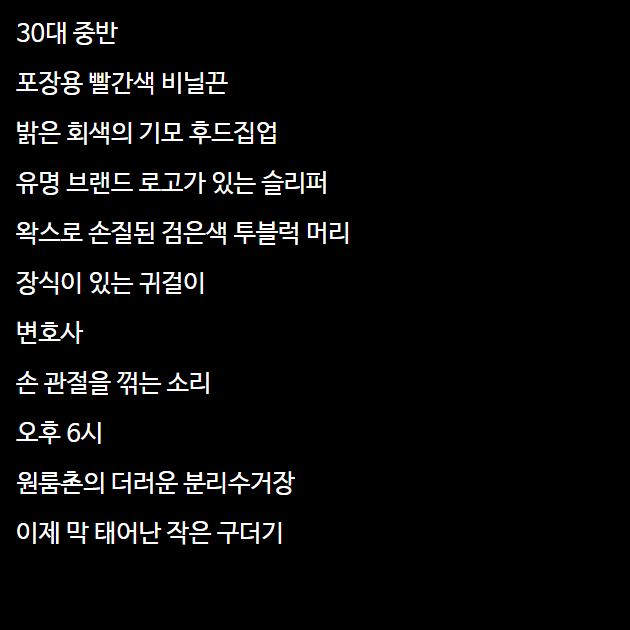 30대 중반
포장용 빨간색 비닐끈
밝은 회색의 기모 후드집업
유명 브랜드 로고가 있는 슬리퍼
왁스로 손질된 검은색 투블럭 머리
장식이 있는 귀걸이
변호사
손 관절을 꺾는 소리
오후 6시
원룸촌의 더러운 분리수거장
이제 막 태어난 작은 구더기